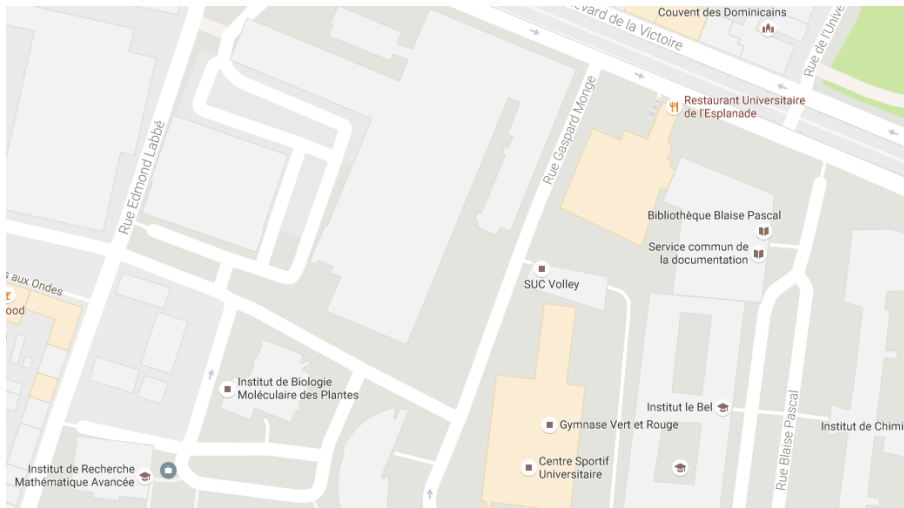 Couvent des Dominicains
evard de la Victoire
Rue de l'Unive
Restaurant Universitaire
de l'Esplanade
Rue Gaspard Monge
Rue Edmond Labbé
Bibliothèque Blaise Pascal
Service commun de
la documentation
SUC Volley
s aux Ondes
ood
Institut de Biologie
Moléculaire des Plantes
Institut le Bel
Rue Blaise Pascal
Gymnase Vert et Rouge
Institut de Chimi
Centre Sportif
Universitaire
Institut de Recherche
Mathématique Avancée